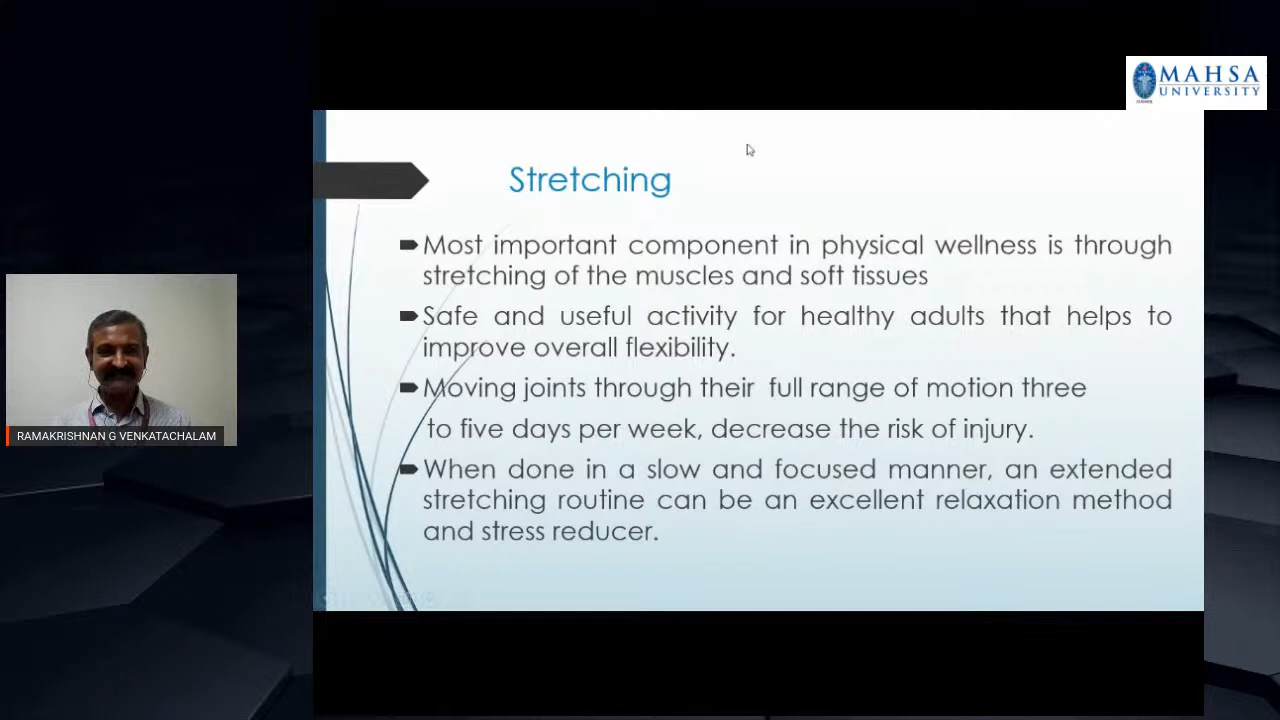 MAHSA
UNIVERSITY
Stretching
Most important component in physical wellness is through
stretching of the muscles and soft tissues
Safe and useful activity for healthy adults that helps to
improve overall flexibility.
Moving joints through their full range of motion three
to five days per week, decrease the risk of injury.
When done in a slow and focused manner, an extended
stretching routine can be an excellent relaxation method
and stress reducer.
RAMAKRISHNAN G VENKATACHALAM